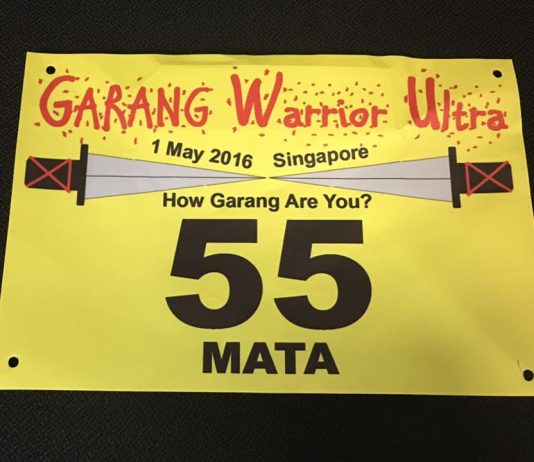 GARANG Warrior Ultra
1 May 2016 Singapore
How Garang Are You?
55
MATA